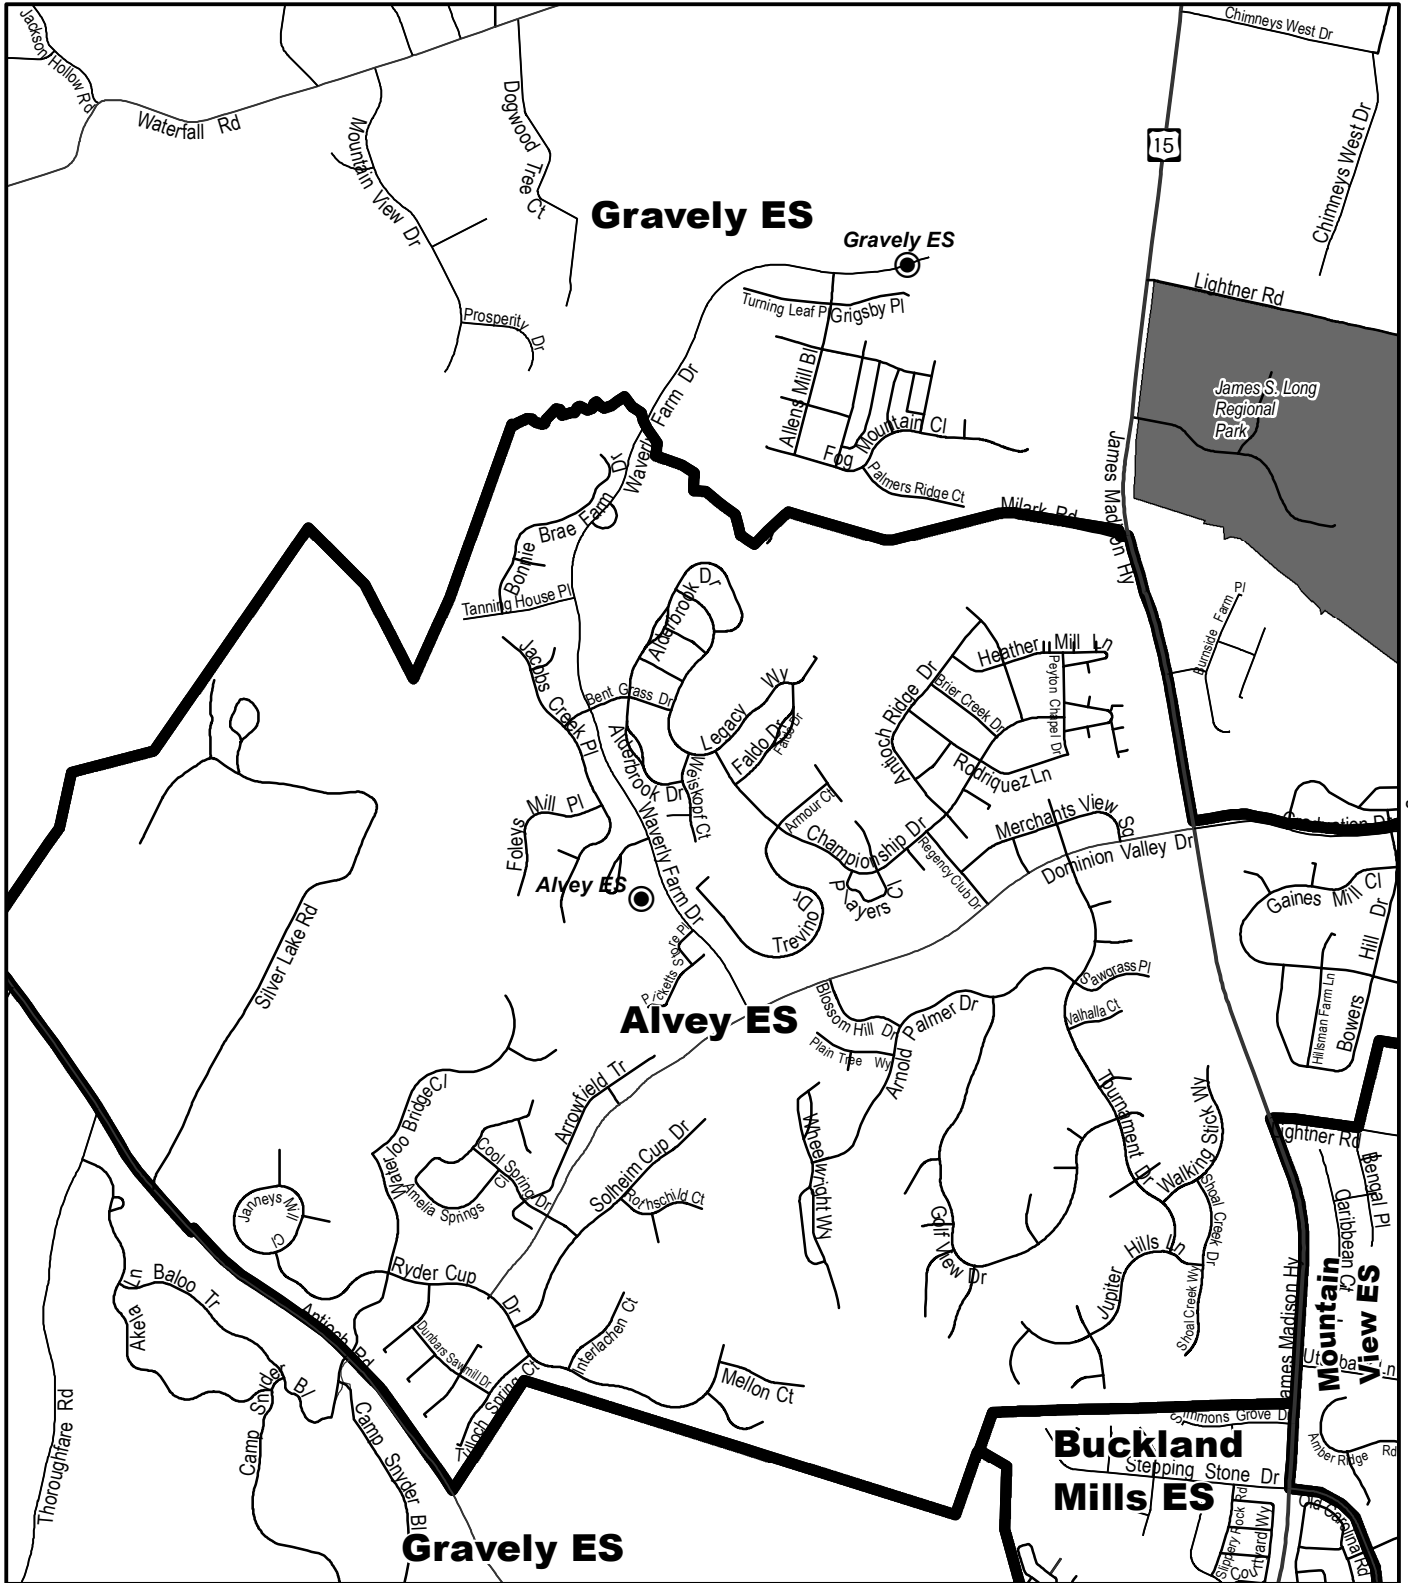 Jackson Hollow Rd
Waterfall Rd
Mountain View Dr
Dogwood Tree Ct
Chimneys West Dr
15
Chimneys West Dr
Gravely ES
Gravely ES
Lightner Rd
Turning Leaf Pl
Grigsby Pl
Prosperity Dr
Allens Mill Bl
James S. Long
Regional
Park
Waverly Farm Dr
Fog Mountain Cl
Palmers Ridge Ct
Milark Rd
James Madison Hy
Bonnie Brae Farm Dr
Tanning House Pl
Alderbrook Dr
Burnside Farm Pl
Jacobs Creek Pl
Bent Grass Dr
Legacy Wy
Faldo Dr
Faldo Dr
Antioch Ridge Dr
Heather Mill Ln
Brier Creek Dr
Peyton Chapel Dr
Rodriquez Ln
Alderbrook Dr
Weiskopf Ct
Foleys Mill Pl
Armour Ct
Championship Dr
Merchants View Sq
Regency Club Dr
Dominion Valley Dr
Graduation Dr
Alvey ES
Waverly Farm Dr
Players Cl
Trevino Dr
Gaines Mill Cl
Bowers Hill Dr
Hillsman Farm Ln
Silver Lake Rd
Ricketts Store Pl
Alvey ES
Blossom Hill Dr
Plain Tree Wy
Arnold Palmer Dr
Sawgrass Pl
Valhalla Ct
Waterloo Bridge Cl
Arrowfield Tr
Cool Spring Dr
Amelia Springs Cs
Solheim Cup Dr
Rothschild Ct
Wheelwright Wy
Tournament Dr
Walking Stick Wy
Lightner Rd
Bengal Pl
Caribbean Ct
Janneys Mill Cl
Golf View Dr
Jupiter Hills Ln
Shoal Creek Dr
Shoal Creek Wy
James Madison Hy
Mountain
View ES
Ryder Cup Dr
Baloo Tr
Akela Ln
Antioch Rd
Dunbars Sawmill Dr
Interlachen Ct
Mellon Ct
Thoroughfare Rd
Camp Snyder Bl
Camp Snyder Bl
Simmons Grove Dr
Buckland
Mills ES
Stepping Stone Dr
Amber Ridge Rd
Slippery Rock Rd
Courtyard Wy
Old Carolina Rd
Gravely ES